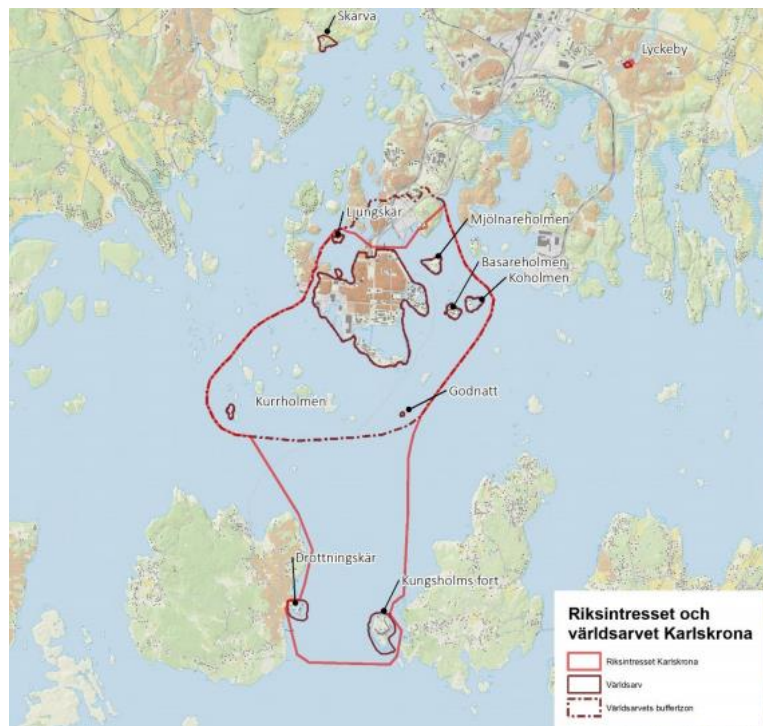 Skärva
Lyckeby
Ljungskär
Mjölnareholmen
Basareholmen
Koholmen
Kurrholmen
Godnatt
Drottningskär
Kungsholms fort
Riksintresset och
världsarvet Karlskrona
Riksintresset Karlskrona
Världsarv
Världsarvets buffertzon